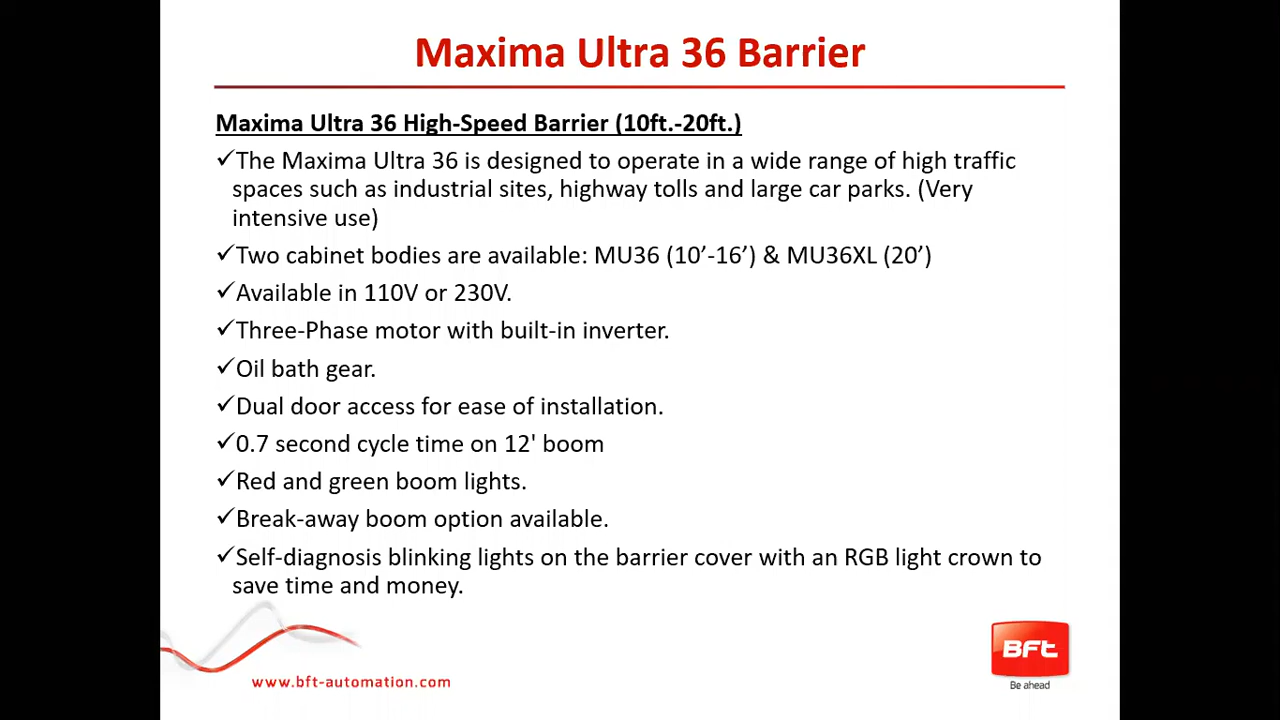 Maxima Ultra 36 Barrier
Maxima Ultra 36 High-Speed Barrier (10ft.-20ft.)
✓The Maxima Ultra 36 is designed to operate in a wide range of high traffic
spaces such as industrial sites, highway tolls and large car parks. (Very
intensive use)
✓Two cabinet bodies are available: MU36 (10’-16’) & MU36XL (20’)
✓Available in 110V or 230V.
✓Three-Phase motor with built-in inverter.
✓Oil bath gear.
✓Dual door access for ease of installation.
✓0.7 second cycle time on 12' boom
✓Red and green boom lights.
✓Break-away boom option available.
✓Self-diagnosis blinking lights on the barrier cover with an RGB light crown to
save time and money.
BFt
Be ahead
www.bft-automation.com